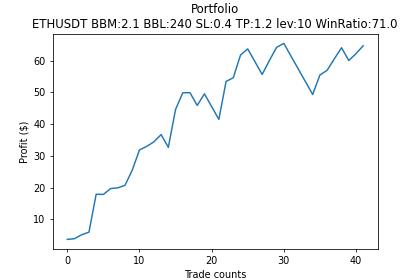 Portfolio
ETHUSDT BBM:2.1 BBL:240 SL:0.4 TP:1.2 lev:10 WinRatio:71.0
60
50
40
30
20
10
Profit ($)
0 10 20 30 40
Trade counts